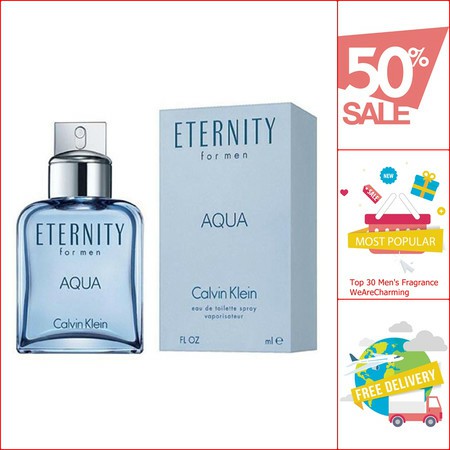 ETERNITY
for men
AQUA
Calvin Klein
ETERNITY
for men
AQUA
Calvin Klein
eau de toilette spray
vaporisateur
FL OZ
ml e
50%
SALE
NEW
SALE
MOST POPULAR
Top 30 Men's Fragrance
WeAreCharming
FREE DELIVERY